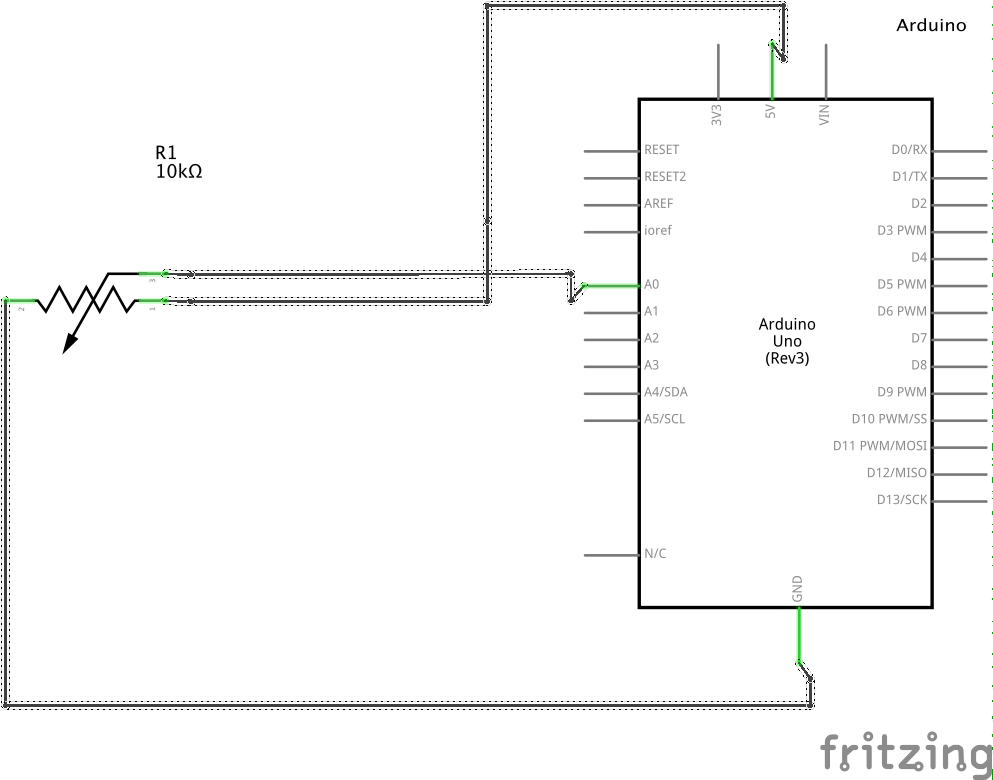 Arduino
3V3
5V
VIN
R1
10kΩ
RESET
RESET2
AREF
ioref
A0
A1
A2
A3
A4/SDA
A5/SCL
N/C
D0/RX
D1/TX
D2
D3 PWM
D4
D5 PWM
D6 PWM
D7
D8
D9 PWM
D10 PWM/SS
D11 PWM/MOSI
D12/MISO
D13/SCK
3
2
1
Arduino
Uno
(Rev3)
GND
fritzing